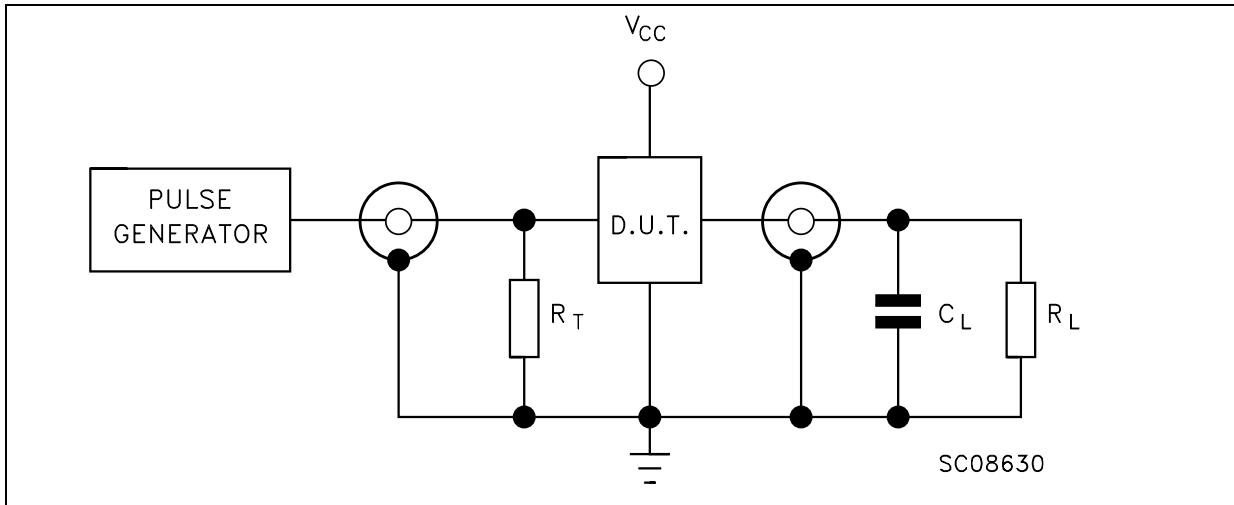 VCC
PULSE
GENERATOR
D.U.T.
RT
CL
RL
SC08630